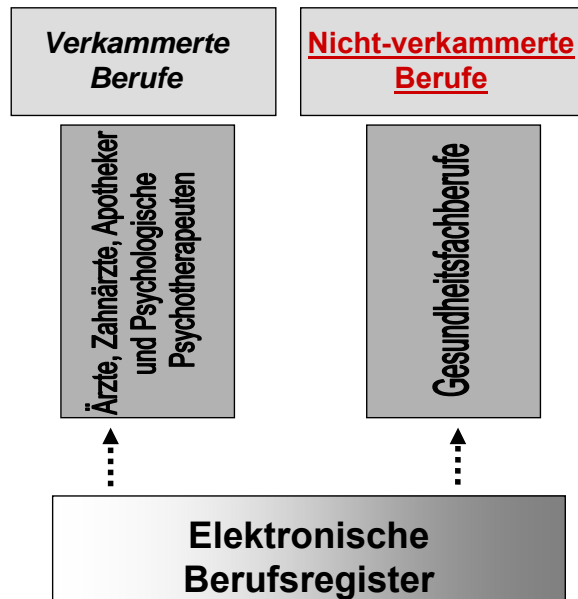 Verkammerte
Berufe
Nicht-verkammerte
Berufe
Ärzte, Zahnärzte, Apotheker
und Psychologische
Psychotherapeuten
Gesundheitsfachberufe
Elektronische
Berufsregister